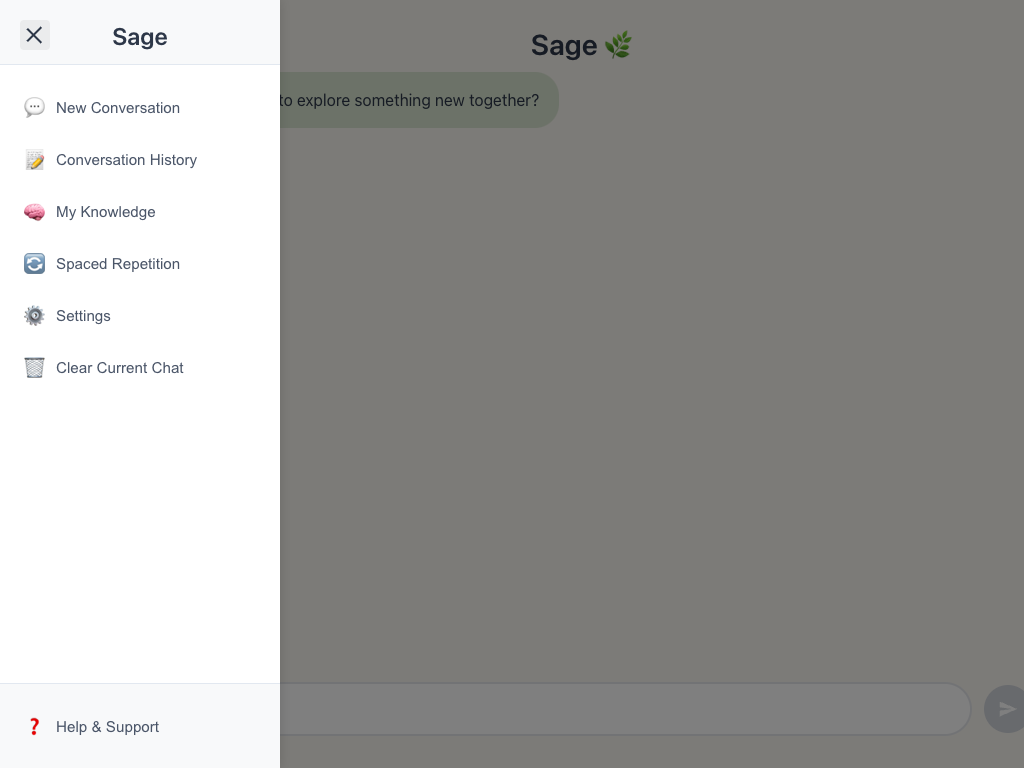 Sage
New Conversation
Conversation History
My Knowledge
Spaced Repetition
Settings
Clear Current Chat
Help & Support
Sage
to explore something new together?